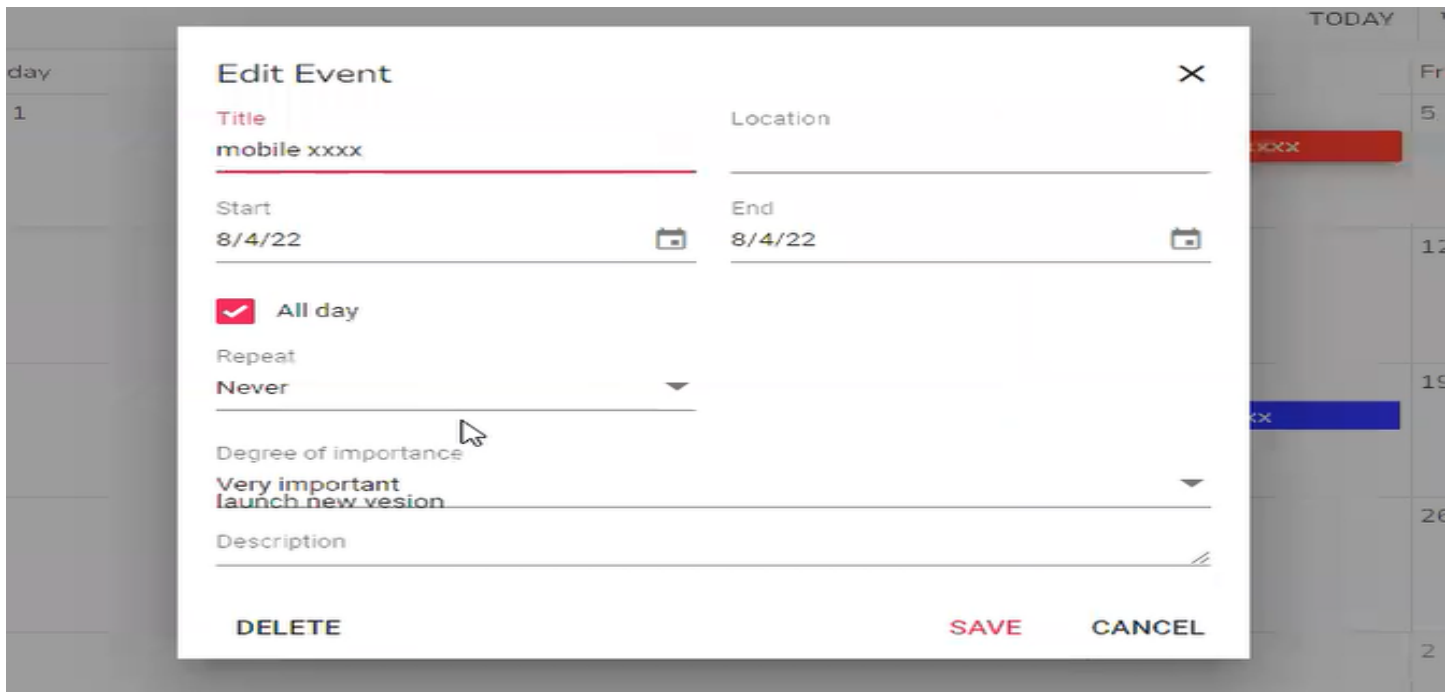 TODAY
day
Fr
1
5
Edit Event
Title
Location
mobile xxxx
xxxx
Start
End
8/4/22
8/4/22
12
All day
Repeat
19
Never
xx
Degree of importance
Very important
launch new vesion
26
Description
DELETE
SAVE
CANCEL
2